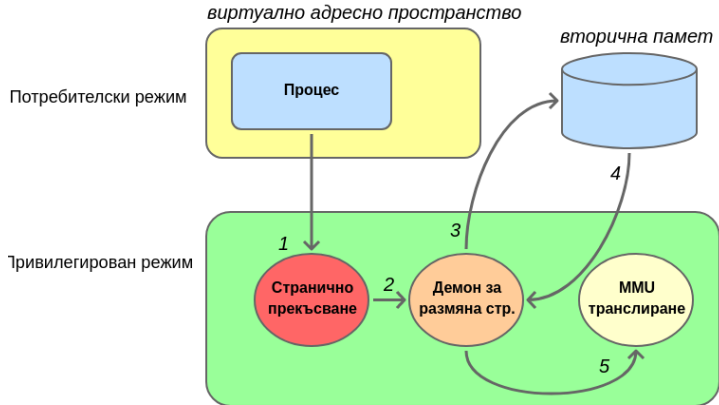 виртуално адресно пространство
вторична памет
Потребителски режим
Процес
4
3
1
Привилегирован режим
Странично
прекъсване
2
Демон за
размяна стр.
MMU
транслиране
5